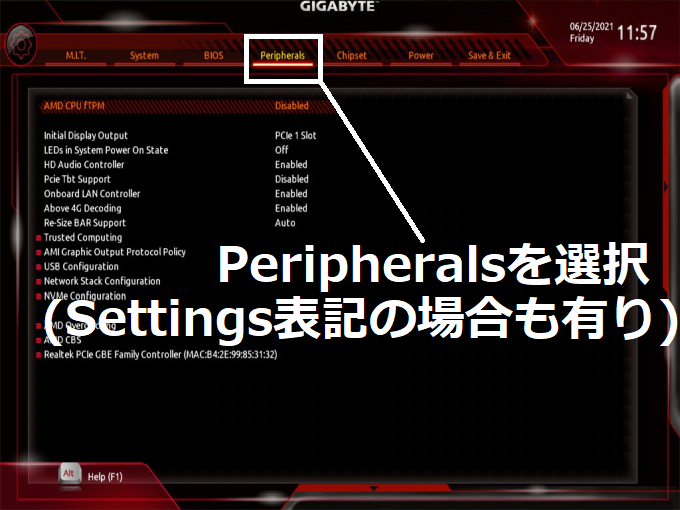 GIGABYTE
06/25/2021
Friday
11:57
M.I.T.
System
BIOS
Peripherals
Chipset
Power
Save & Exit
AMD CPU fTPM Disabled
Initial Display Output PCIe 1 Slot
LEDs in System Power On State Off
HD Audio Controller Enabled
Pcie Tbt Support Disabled
Onboard LAN Controller Enabled
Above 4G Decoding Enabled
Re-Size BAR Support Auto
Trusted Computing
AMI Graphic Output Protocol Policy
USB Configuration
Network Stack Configuration
NVMe Configuration
Peripheralsを選択
(Settings表記の場合も有り)
CBS
Realtek PCIe GBE Family Controller (MAC:B4:2E:99:85:31:32)
Alt
Help (F1)